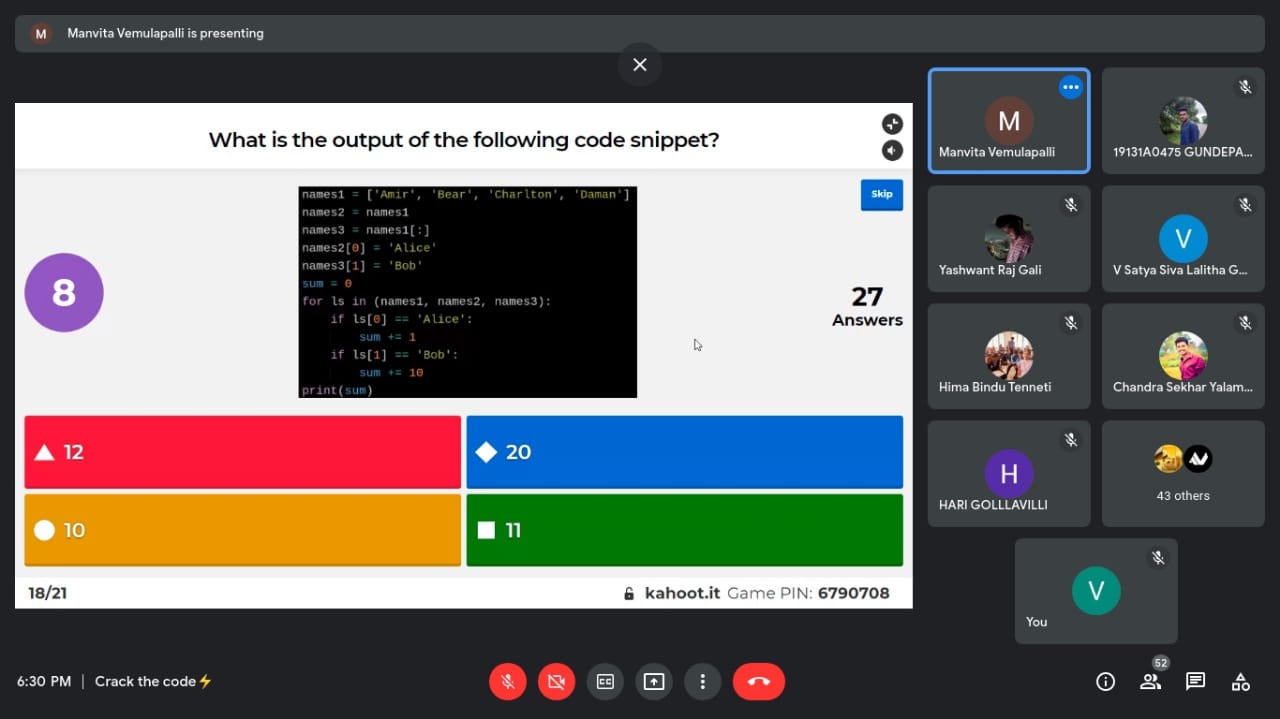 M Manvita Vemulapalli is presenting
What is the output of the following code snippet?
Skip
names1 = ['Amir', 'Bear', 'Charlton', 'Daman']
names2 = names1
names3 = names1[:]
names2[0] = 'Alice'
names3[1] = 'Bob'
sum = 0
for ls in (names1, names2, names3):
    if ls[0] == 'Alice':
        sum += 1
    if ls[1] == 'Bob':
        sum += 10
print(sum)
8
27
Answers
12
20
10
11
18/21
kahoot.it Game PIN: 6790708
M
Manvita Vemulapalli
19131A0475 GUNDEPA...
Yashwant Raj Gali
V
V Satya Siva Lalitha G...
Hima Bindu Tenneti
Chandra Sekhar Yalam...
H
HARI GOLLLAVILLI
43 others
V
You
6:30 PM | Crack the code⚡
CC
52